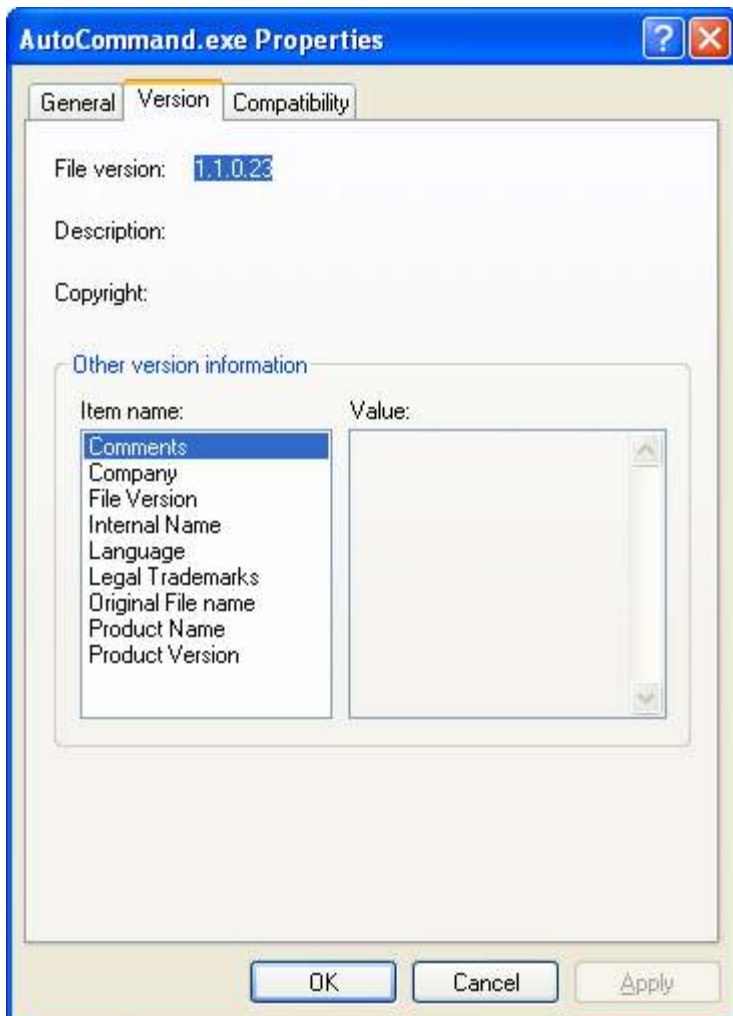 AutoCommand.exe Properties
General Version Compatibility
File version: 1.1.0.23
Description:
Copyright:
Other version information
Item name: Value:
Comments
Company
File Version
Internal Name
Language
Legal Trademarks
Original File name
Product Name
Product Version
OK Cancel Apply